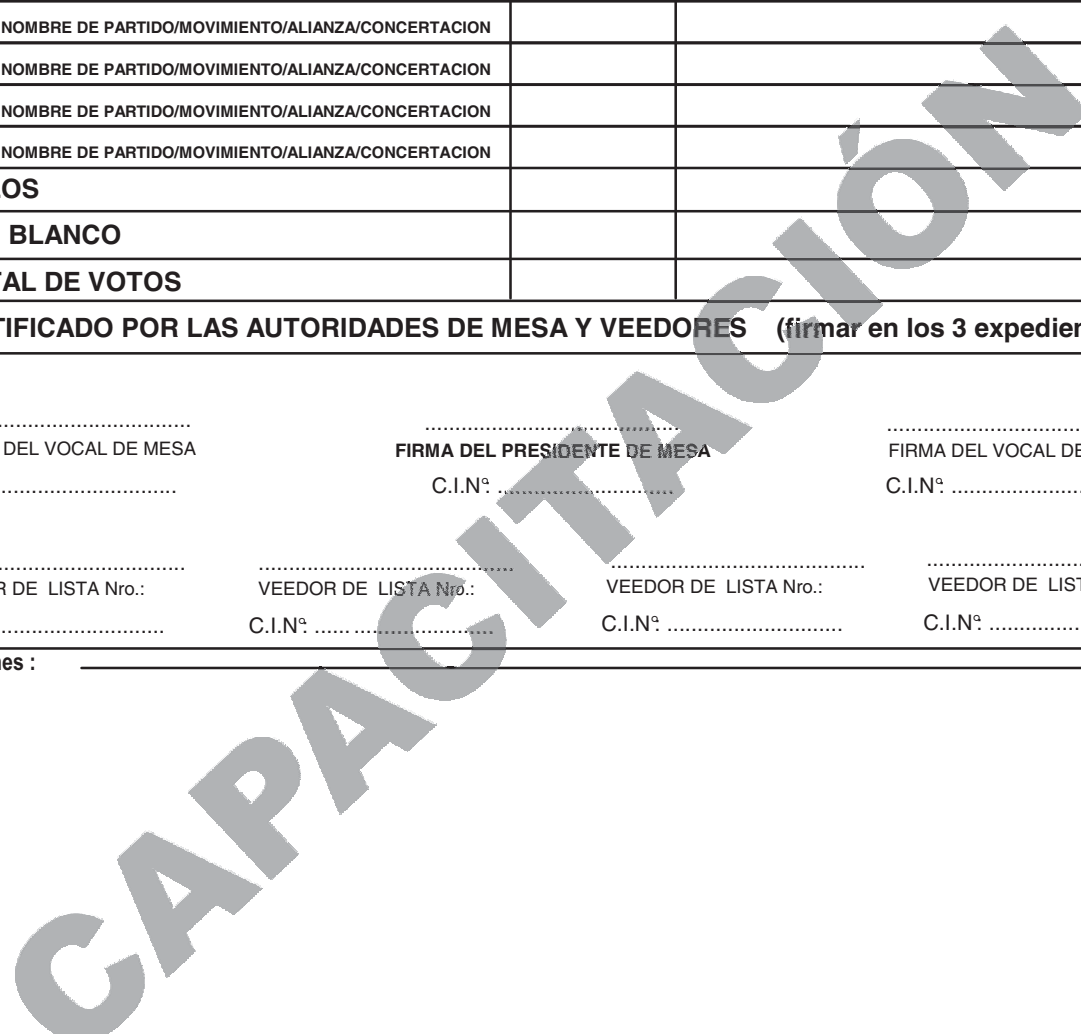 NOMBRE DE PARTIDO/MOVIMIENTO/ALIANZA/CONCERTACION
NOMBRE DE PARTIDO/MOVIMIENTO/ALIANZA/CONCERTACION
NOMBRE DE PARTIDO/MOVIMIENTO/ALIANZA/CONCERTACION
NOMBRE DE PARTIDO/MOVIMIENTO/ALIANZA/CONCERTACION
LOS
BLANCO
TAL DE VOTOS
TIFICADO POR LAS AUTORIDADES DE MESA Y VEEDORES (firmar en los 3 expedien
DEL VOCAL DE MESA FIRMA DEL PRESIDENTE DE MESA FIRMA DEL VOCAL DE
C.I.Nº: .............................. C.I.Nº: ......................
R DE LISTA Nro.: VEEDOR DE LISTA Nro.: VEEDOR DE LISTA Nro.: VEEDOR DE LIST
C.I.Nº: ...... ........................ C.I.Nº: .............................. C.I.Nº: ................
nes :
CAPACITACIÓN